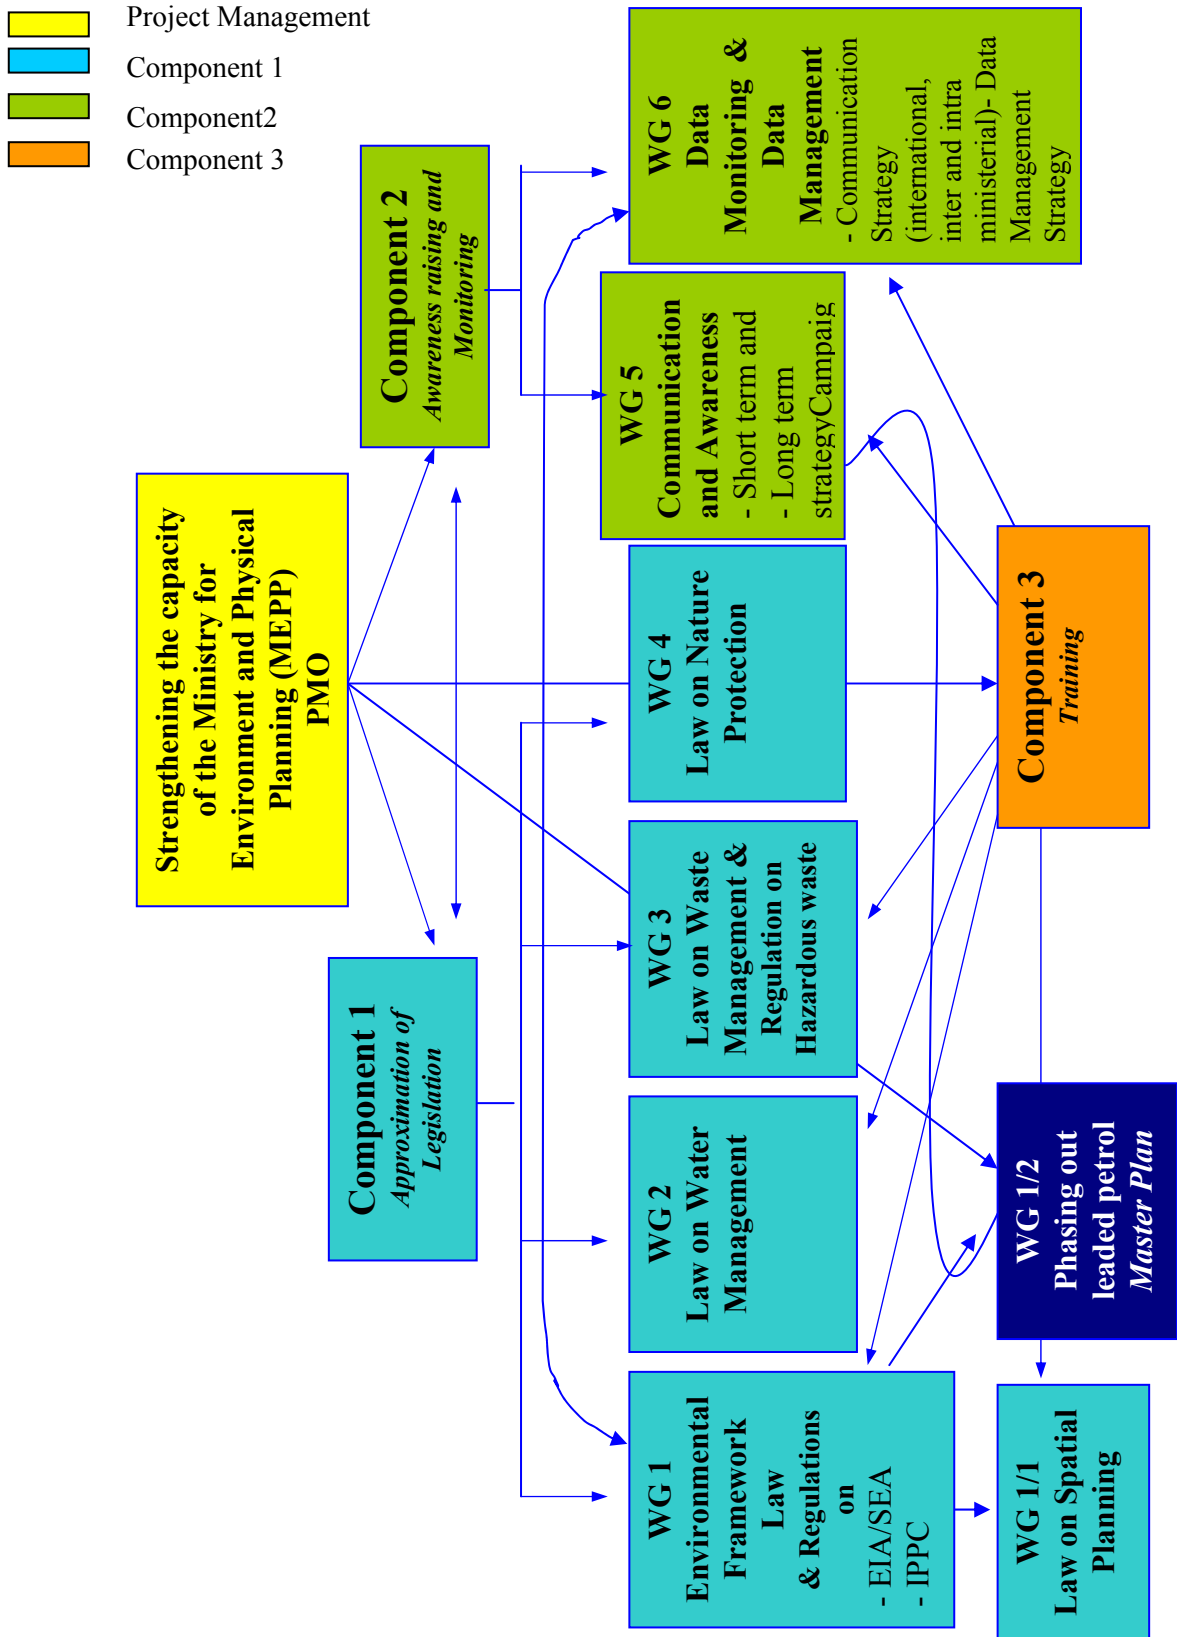 Project Management
Component 1
Component2
Component 3
Strengthening the capacity
of the Ministry for
Environment and Physical
Planning (MEPP)
PMO
Component 1
Approximation of
Legislation
Component 2
Awareness raising and
Monitoring
WG 1
Environmental
Framework
Law
& Regulations
on
- EIA/SEA
- IPPC
WG 2
Law on Water
Management
WG 3
Law on Waste
Management &
Regulation on
Hazardous waste
WG 4
Law on Nature
Protection
WG 5
Communication
and Awareness
- Short term and
- Long term
strategyCampaig
WG 6
Data
Monitoring &
Data
Management
- Communication
Strategy
(international,
inter and intra
ministerial)- Data
Management
Strategy
WG 1/1
Law on Spatial
Planning
WG 1/2
Phasing out
leaded petrol
Master Plan
Component 3
Training